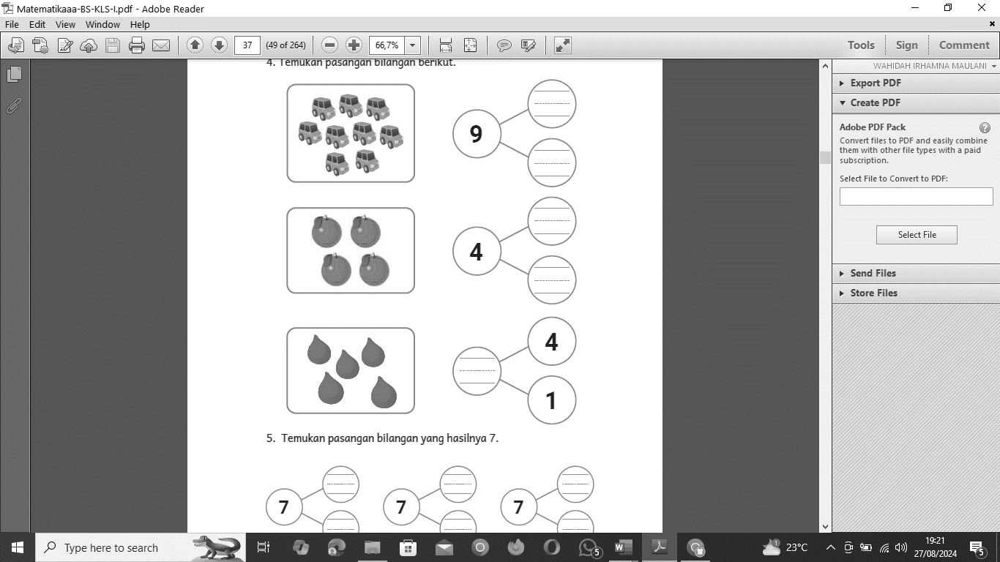 Matematikaaa-BS-KLS-I.pdf - Adobe Reader
File Edit View Window Help
37 (49 of 264) 66,7% Tools Sign Comment
WAHIDAH IRHAMNA MAULANI
Export PDF
Create PDF
Adobe PDF Pack
Convert files to PDF and easily combine
them with other file types with a paid
subscription.
Select File to Convert to PDF:
Select File
Send Files
Store Files
4. Temukan pasangan bilangan berikut.
9
4
4
1
5. Temukan pasangan bilangan yang hasilnya 7.
7 7 7
Type here to search
5
W
1
23°C
19:21
27/08/2024
5